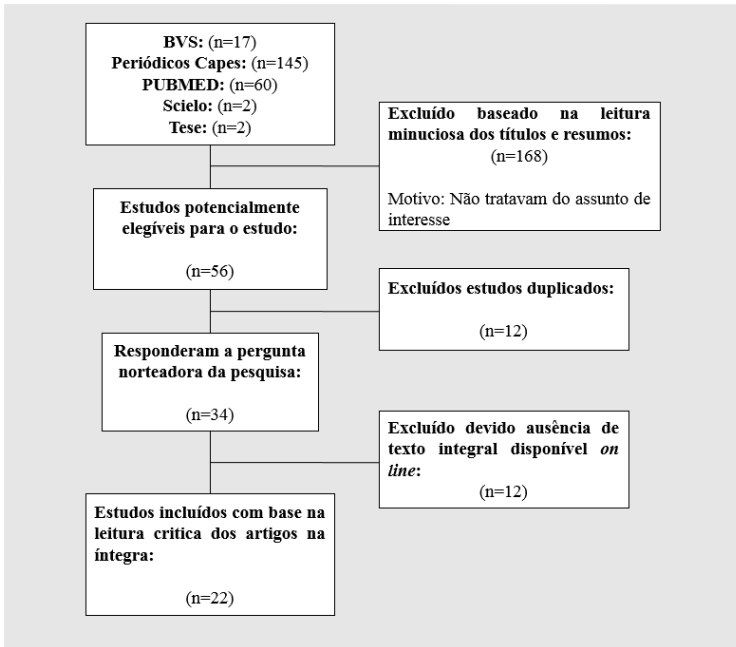 BVS: (n=17)
Periódicos Capes: (n=145)
PUBMED: (n=60)
Scielo: (n=2)
Tese: (n=2)
Excluído baseado na leitura
minuciosa dos títulos e resumos:
(n=168)
Motivo: Não tratavam do assunto de
interesse
Estudos potencialmente
elegíveis para o estudo:
(n=56)
Excluídos estudos duplicados:
(n=12)
Responderam a pergunta
norteadora da pesquisa:
(n=34)
Excluído devido ausência de
texto integral disponível on
line:
(n=12)
Estudos incluídos com base na
leitura critica dos artigos na
íntegra:
(n=22)